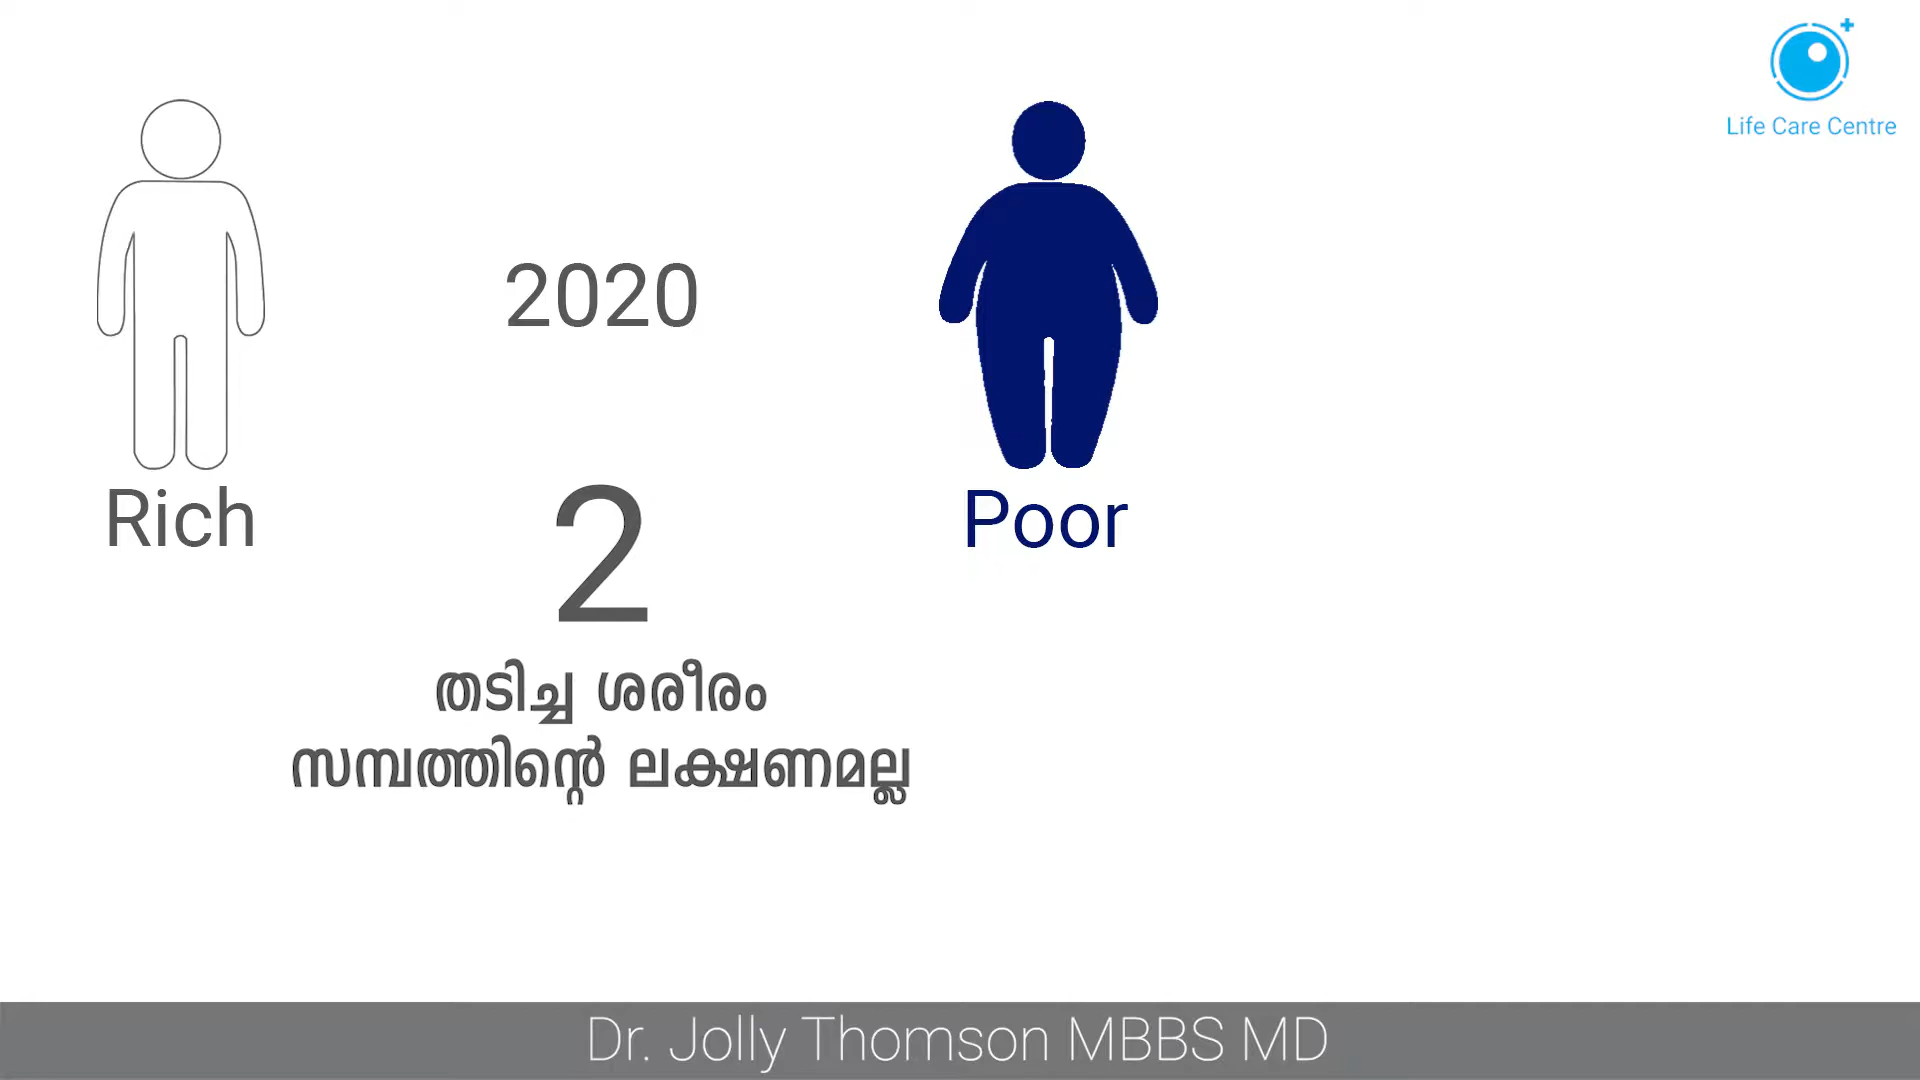 Life Care Centre
2020
Rich
Poor
2
തടിച്ച ശരീരം
സമ്പത്തിന്റെ ലക്ഷണമല്ല
Dr. Jolly Thomson MBBS MD